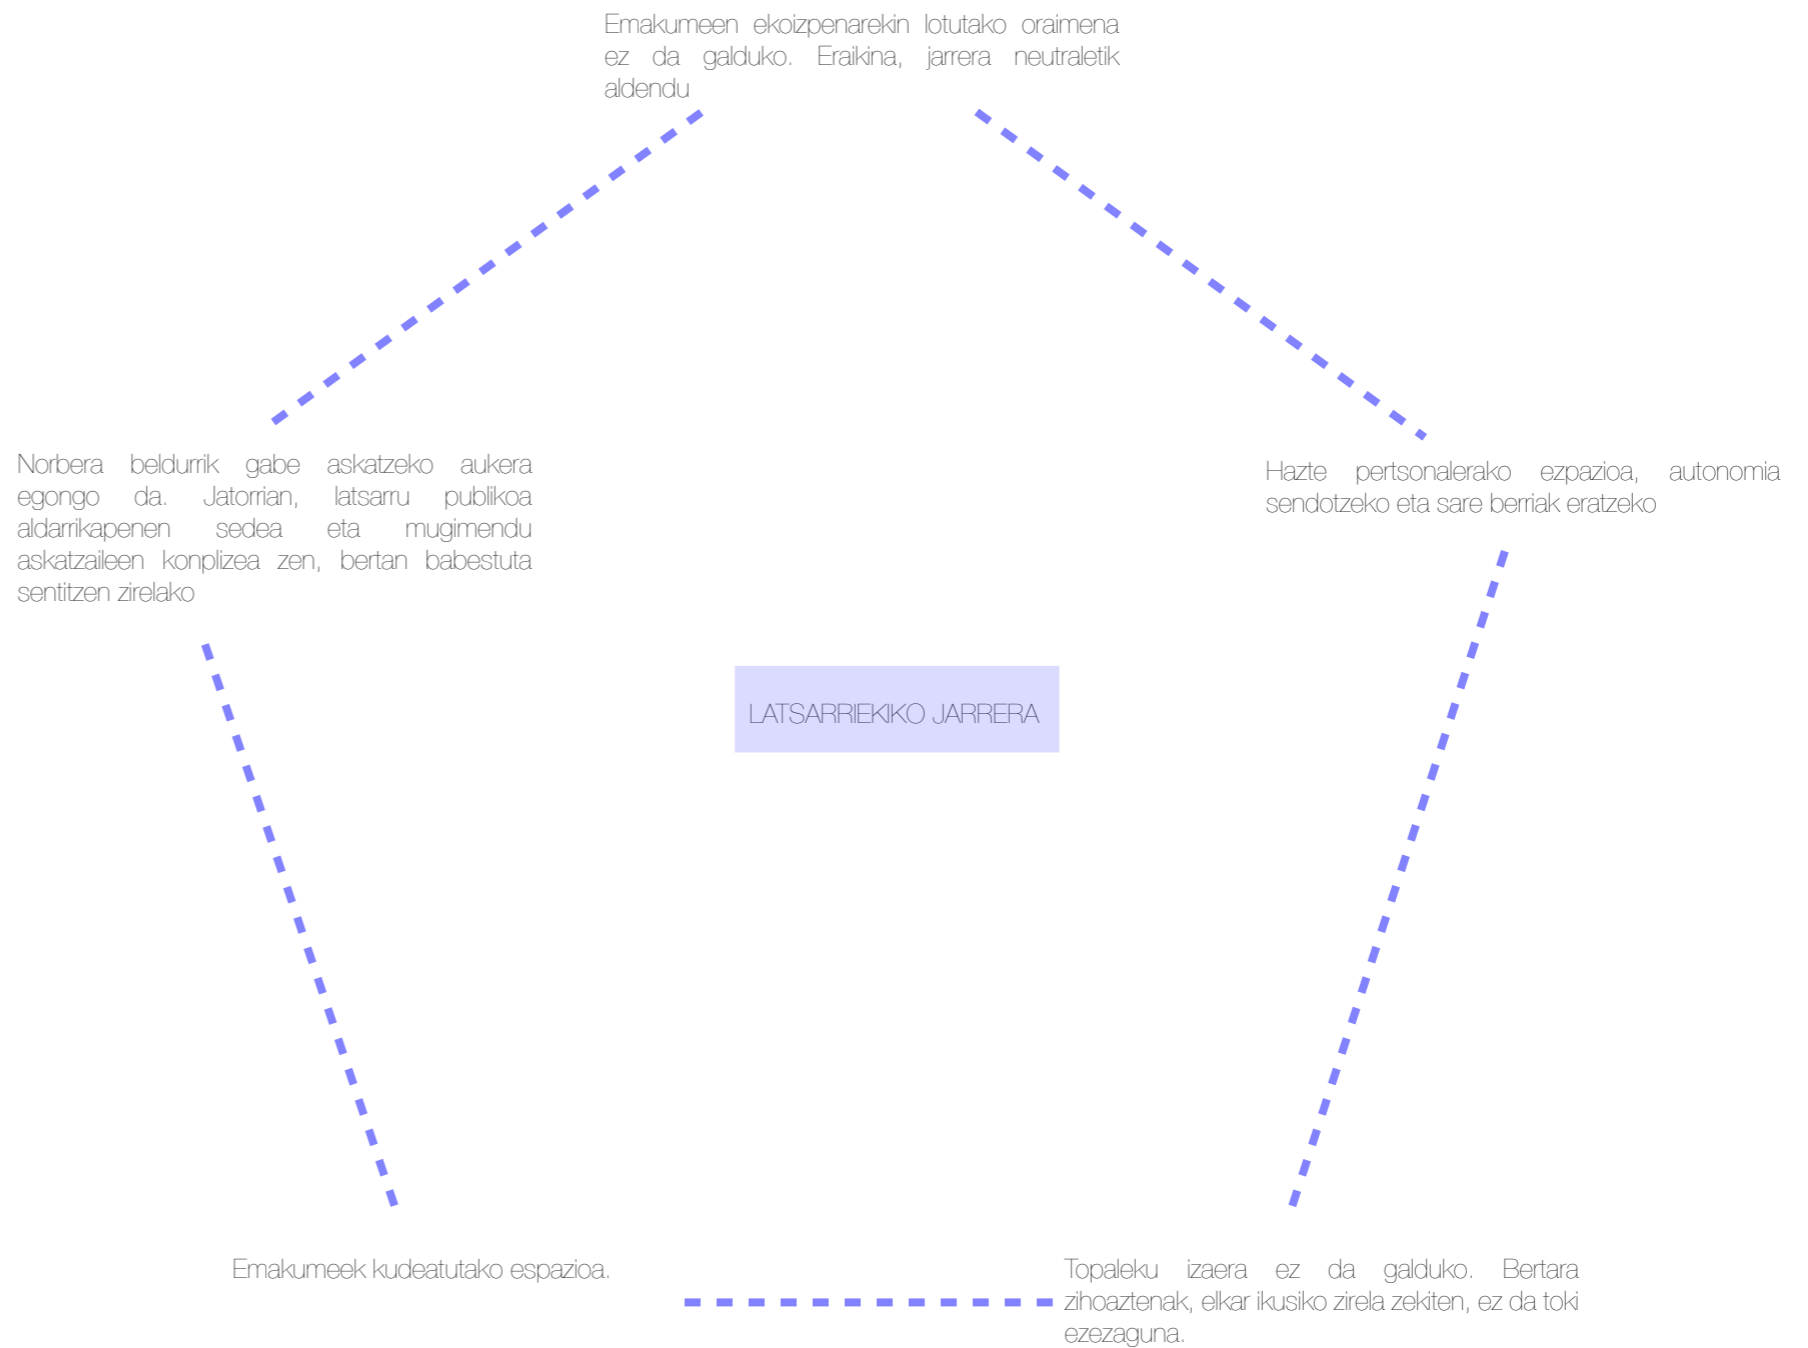 Emakumeen ekoizpenarekin lotutako oraimena
ez da galduko. Eraikina, jarrera neutraletik
aldendu
Norbera beldurrik gabe askatzeko aukera
egongo da. Jatorrian, latsarru publikoa
aldarrikapenen sedea eta mugimendu
askatzaileen konplizea zen, bertan babestuta
sentitzen zirelako
Hazte pertsonalerako ezpazioa, autonomia
sendotzeko eta sare berriak eratzeko
LATSARRIEKIKO JARRERA
Emakumeek kudeatutako espazioa.
Topaleku izaera ez da galduko. Bertara
zihoaztenak, elkar ikusiko zirela zekiten, ez da toki
ezezaguna.